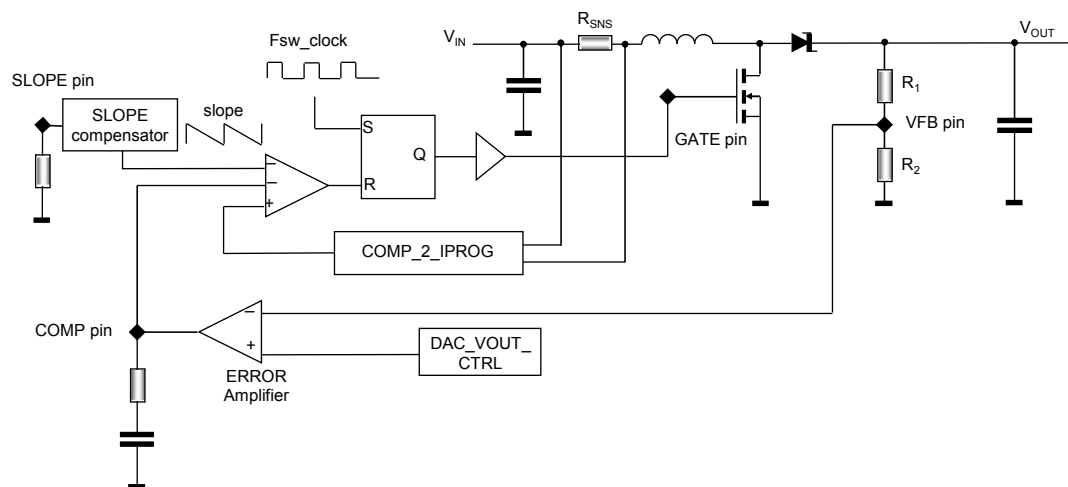 Fsw_clock
V_IN
R_SNS
V_OUT
SLOPE pin
SLOPE
compensator
slope
S
Q
R
GATE pin
R_1
VFB pin
R_2
−
−
+
COMP_2_IPROG
COMP pin
−
+
ERROR
Amplifier
DAC_VOUT_
CTRL